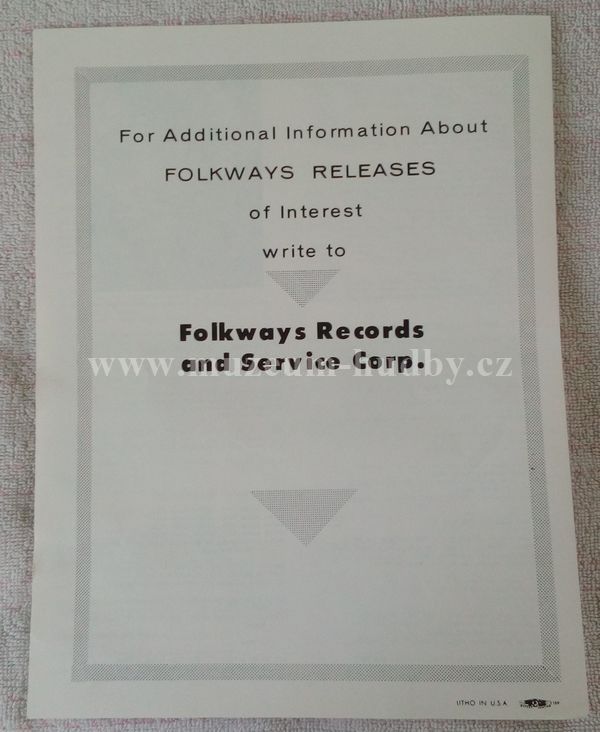 For Additional Information About
FOLKWAYS RELEASES
of Interest
write to
Folkways Records
and Service Corp.
www.muzeum-hudby.cz
LITHO IN U.S.A.